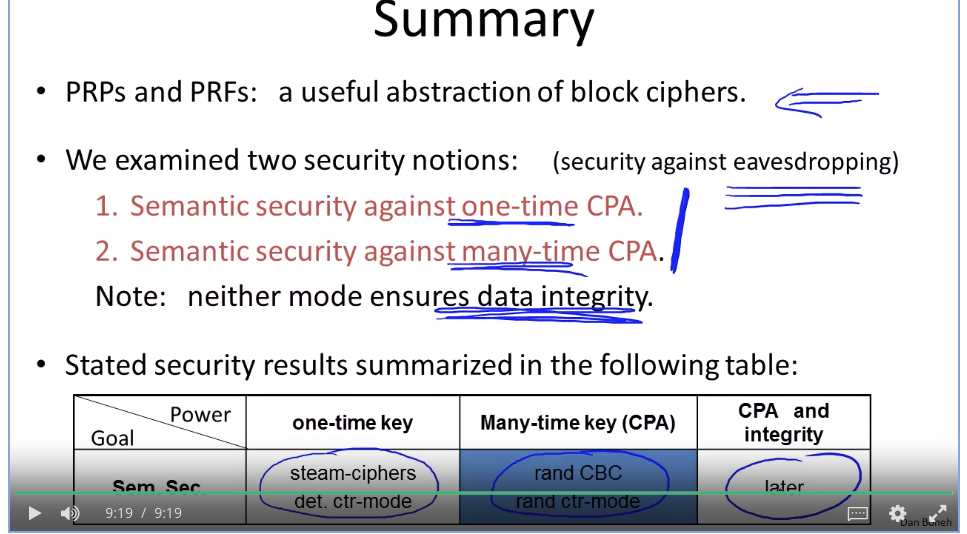 Summary
• PRPs and PRFs: a useful abstraction of block ciphers.
• We examined two security notions: (security against eavesdropping)
1. Semantic security against one-time CPA.
2. Semantic security against many-time CPA.
Note: neither mode ensures data integrity.
• Stated security results summarized in the following table:
Power
Goal
one-time key
Many-time key (CPA)
CPA and
integrity
Sem. Sec.
steam-ciphers
det. ctr-mode
rand CBC
rand ctr-mode
later
9:19 / 9:19
Dan Boneh